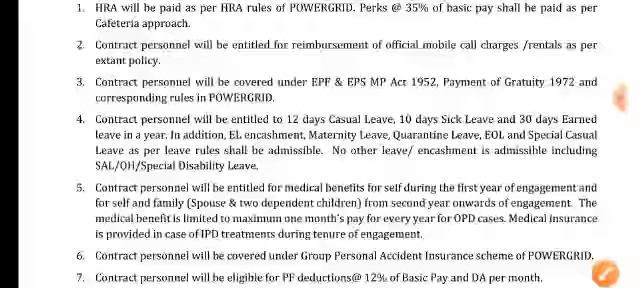 1. HRA will be paid as per HRA rules of POWERGRID. Perks @ 35% of basic pay shall be paid as per
Cafeteria approach.
2. Contract personnel will be entitled for reimbursement of official mobile call charges /rentals as per
extant policy.
3. Contract personnel will be covered under EPF & EPS MP Act 1952, Payment of Gratuity 1972 and
corresponding rules in POWERGRID.
4. Contract personnel will be entitled to 12 days Casual Leave, 10 days Sick Leave and 30 days Earned
leave in a year. In addition, EL encashment, Maternity Leave, Quarantine Leave, EOL and Special Casual
Leave as per leave rules shall be admissible. No other leave/ encashment is admissible including
SAL/OH/Special Disability Leave.
5. Contract personnel will be entitled for medical benefits for self during the first year of engagement and
for self and family (Spouse & two dependent children) from second year onwards of engagement. The
medical benefit is limited to maximum one month's pay for every year for OPD cases. Medical insurance
is provided in case of IPD treatments during tenure of engagement.
6. Contract personnel will be covered under Group Personal Accident Insurance scheme of POWERGRID.
7. Contract personnel will be eligible for PF deductions@ 12% of Basic Pay and DA per month.